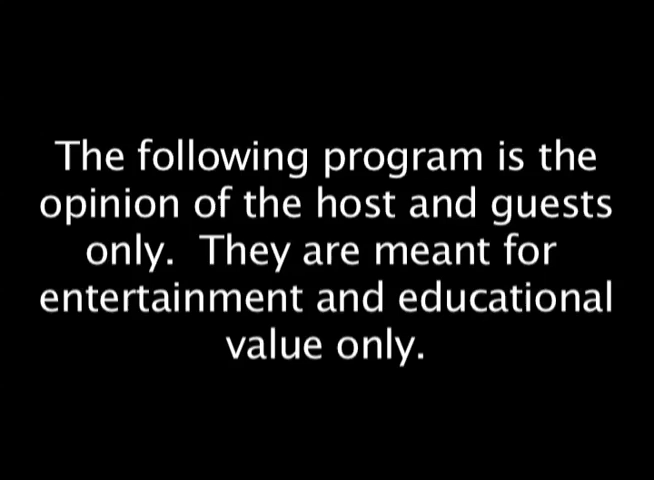 The following program is the
opinion of the host and guests
only.  They are meant for
entertainment and educational
value only.